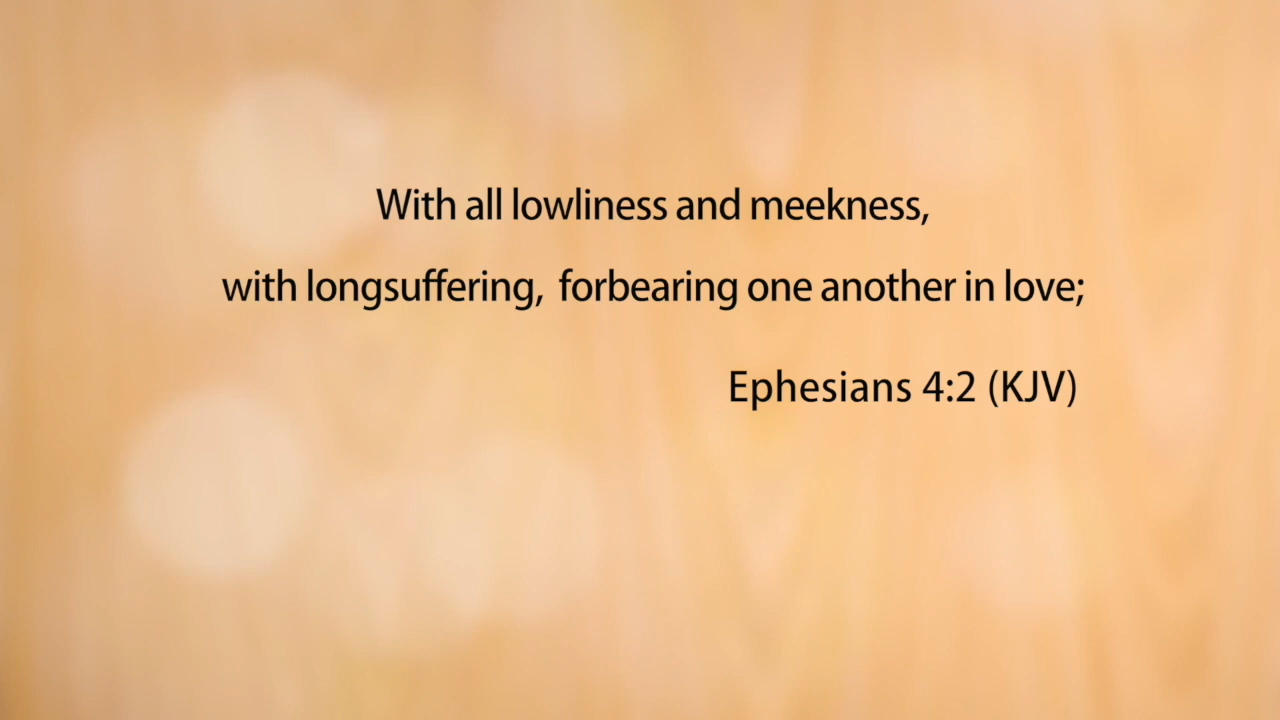 With all lowliness and meekness,
with longsuffering,  forbearing one another in love;
Ephesians 4:2 (KJV)